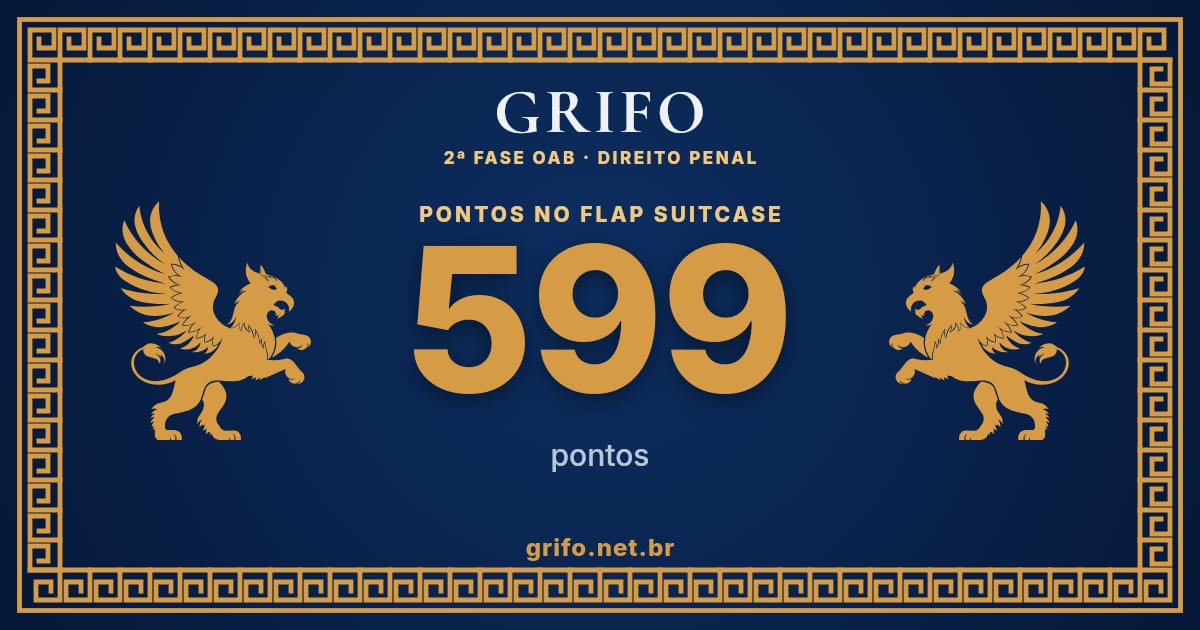 GRIFO
2ª FASE OAB · DIREITO PENAL
PONTOS NO FLAP SUITCASE
599
pontos
grifo.net.br